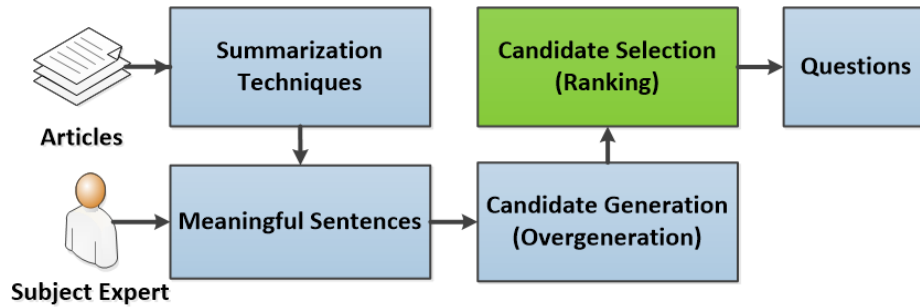 Summarization
Techniques
Candidate Selection
(Ranking)
Questions
Articles
Meaningful Sentences
Candidate Generation
(Overgeneration)
Subject Expert